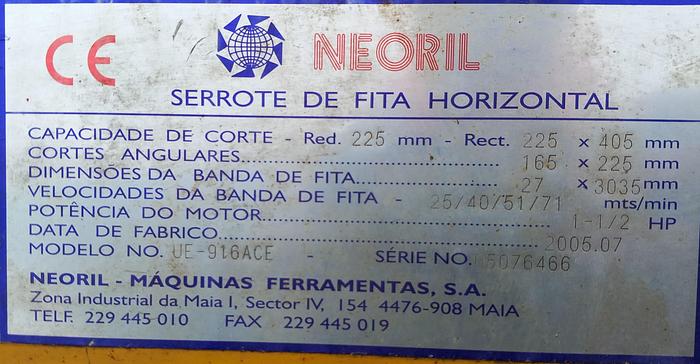 CE NEORIL
SERROTE DE FITA HORIZONTAL
CAPACIDADE DE CORTE - Red. 225 mm - Rect. 225 x 405 mm
CORTES ANGULARES.......................................... 165 x 225 mm
DIMENSÕES DA BANDA DE FITA....................... 27 x 3035 mm
VELOCIDADES DA BANDA DE FITA - 25/40/51/71 mts/min
POTÊNCIA DO MOTOR.................................................. 1-1/2 HP
DATA DE FABRICO.................................................... 2005.07
MODELO NO. UE-916ACE - SÉRIE NO. 5076466
NEORIL - MÁQUINAS FERRAMENTAS, S.A.
Zona Industrial da Maia I, Sector IV, 154 4476-908 MAIA
TELF. 229 445 010 FAX 229 445 019